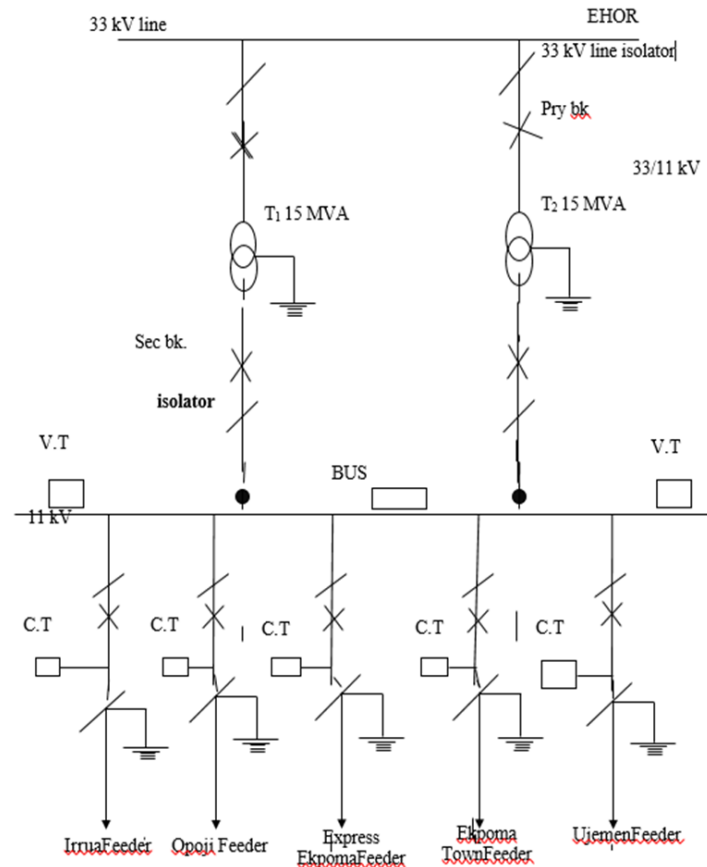 33 kV line
EHOR
33 kV line isolator
Pry bk
33/11 kV
T₁ 15 MVA
T₂ 15 MVA
Sec bk.
isolator
V.T
BUS
V.T
11 kV
C.T
C.T
C.T
C.T
C.T
IrruaFeeder
Opoji Feeder
Express
EkpomaFeeder
Ekpoma
TownFeeder
UjemenFeeder